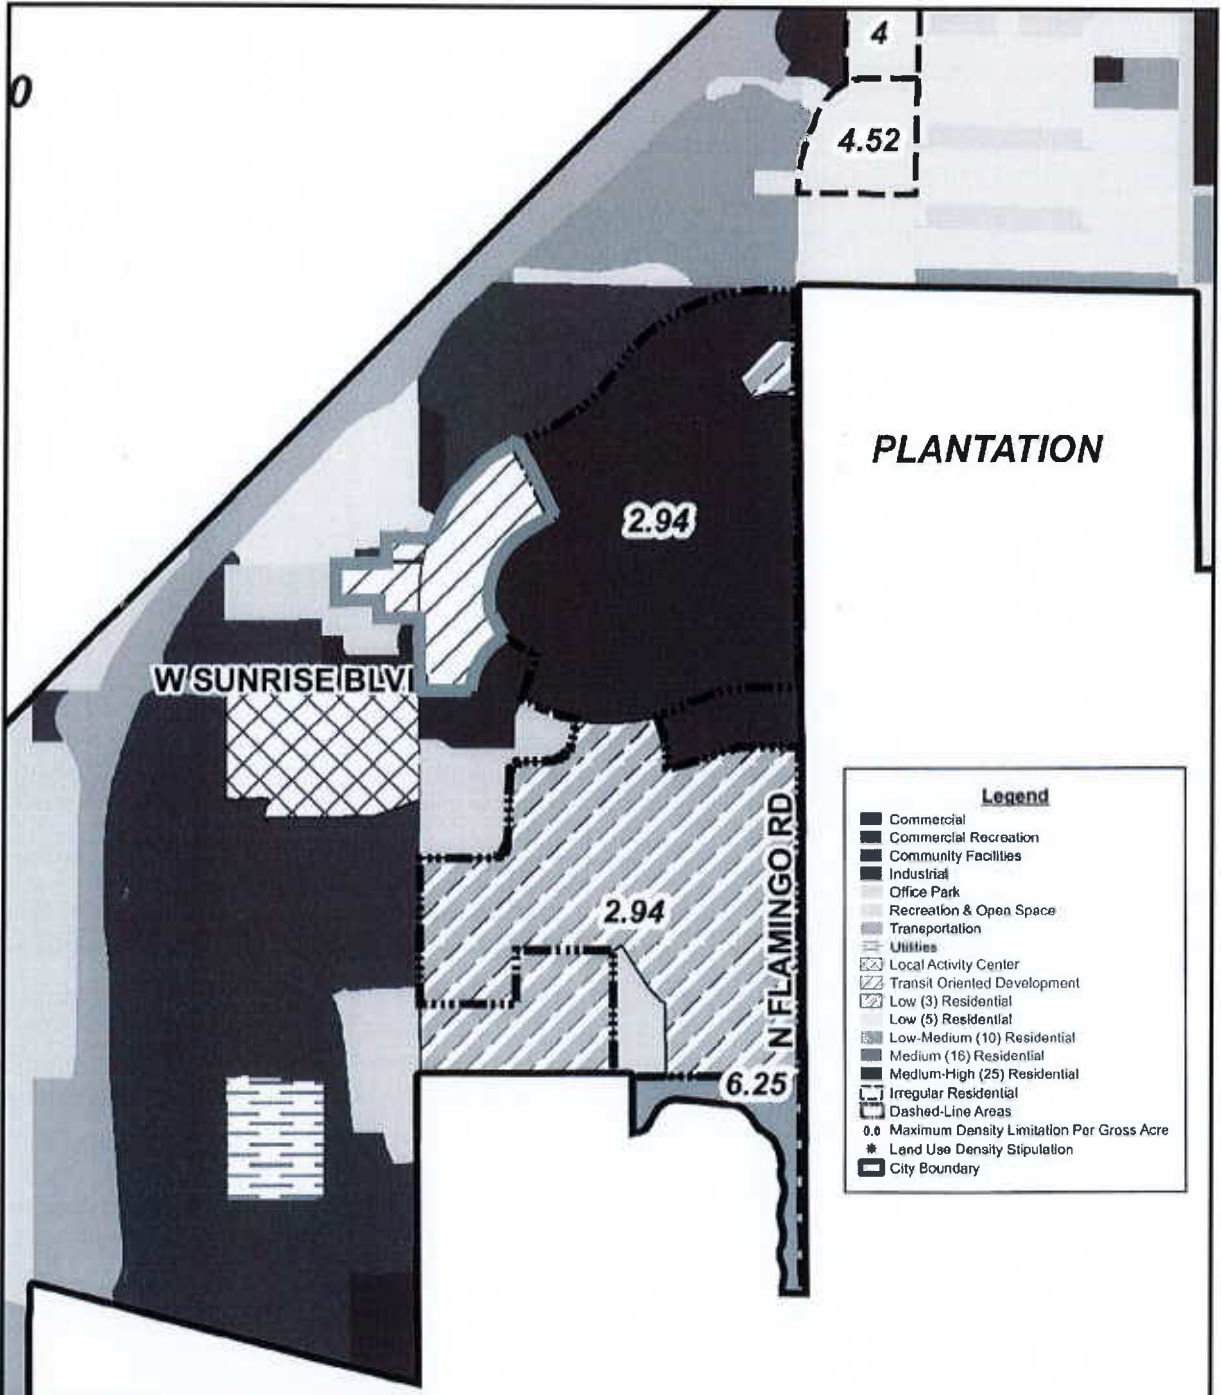 4
0
4.52
PLANTATION
2.94
W SUNRISE BLVI
2.94
N FLAMINGO RD
6.25
Legend
Commercial
Commercial Recreation
Community Facilities
Industrial
Office Park
Recreation & Open Space
Transportation
Utilities
Local Activity Center
Transit Oriented Development
Low (3) Residential
Low (5) Residential
Low-Medium (10) Residential
Medium (16) Residential
Medium-High (25) Residential
Irregular Residential
Dashed-Line Areas
0.0 Maximum Density Limitation Per Gross Acre
* Land Use Density Stipulation
City Boundary